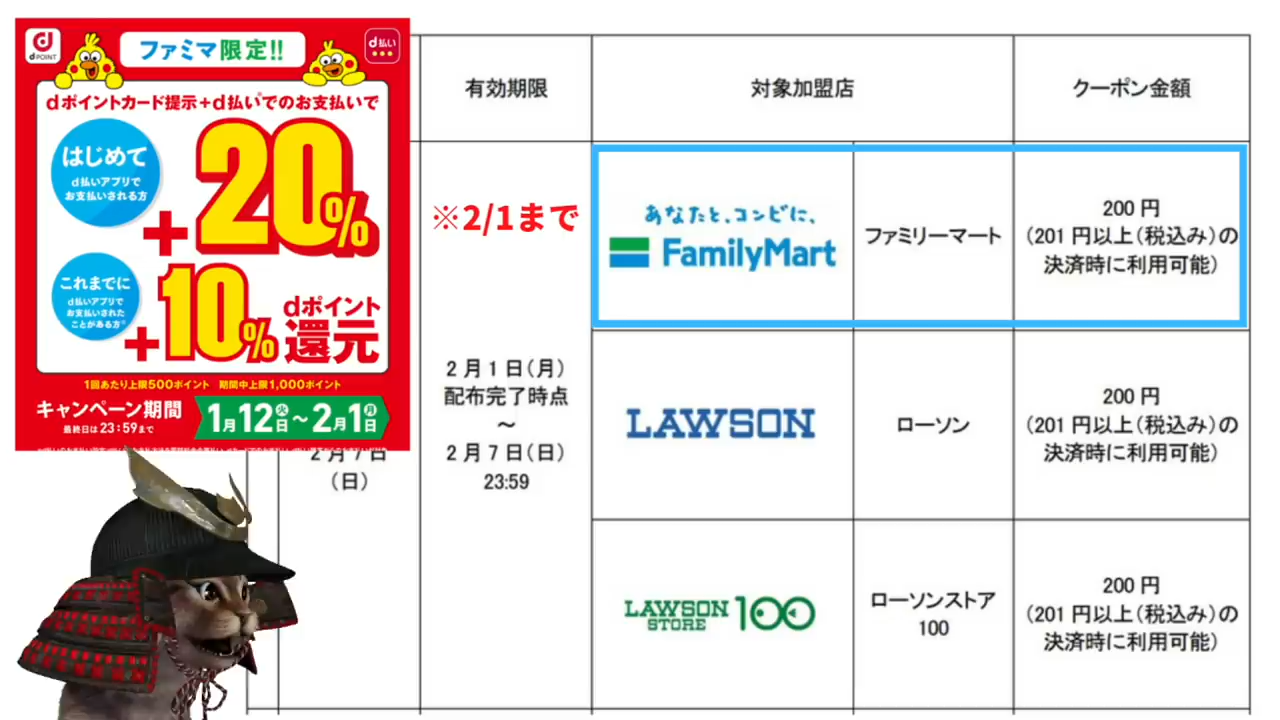 d POINT
ファミマ限定!!
d払い
dポイントカード提示+d払いでのお支払いで
はじめて
d払いアプリで
お支払いされる方
+20%
これまでに
d払いアプリで
お支払いされた
ことがある方
+10%
dポイント
還元
1回あたり上限500ポイント 期間中上限1,000ポイント
キャンペーン期間
最終日は23:59まで
1月12日火~2月1日月
2月7日
(日)
有効期限
対象加盟店
クーポン金額
※2/1まで
2月1日(月)
配布完了時点
~
2月7日(日)
23:59
あなたと、コンビに、
FamilyMart
ファミリーマート
200円
(201円以上(税込み)の
決済時に利用可能)
LAWSON
ローソン
200円
(201円以上(税込み)の
決済時に利用可能)
LAWSON
STORE
100
ローソンストア
100
200円
(201円以上(税込み)の
決済時に利用可能)